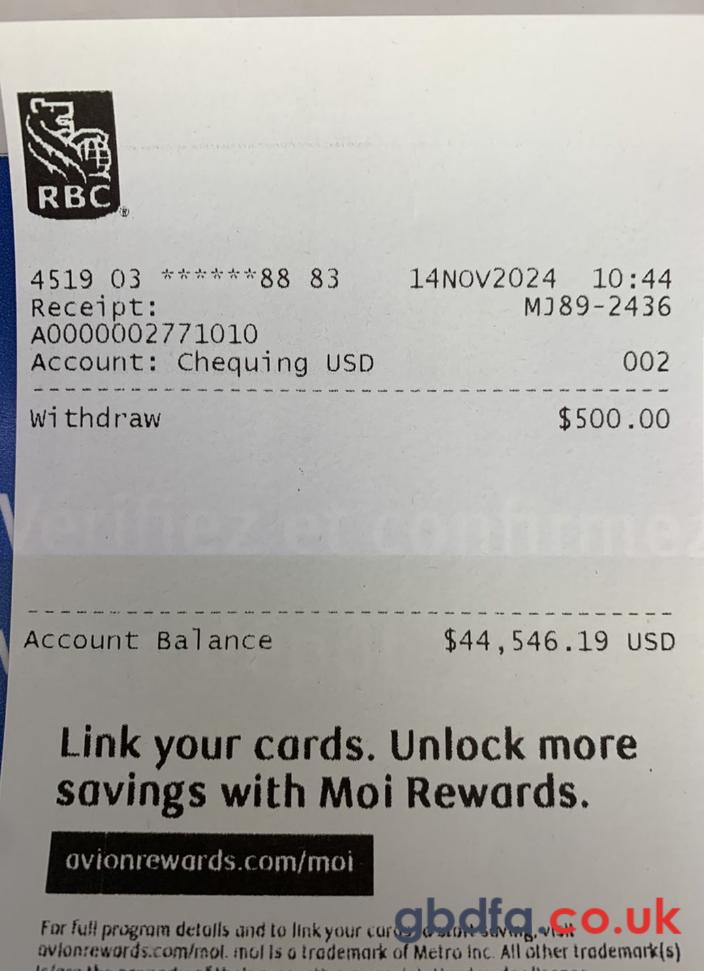 RBC®
4519 03 ******88 83 14NOV2024 10:44
Receipt: MJ89-2436
A0000002771010
Account: Chequing USD 002
Withdraw $500.00
Vérifiez et confirmez
Account Balance $44,546.19 USD
Link your cards. Unlock more
savings with Moi Rewards.
avionrewards.com/moi
For full program details and to link your cards to start saving, visit
gbdfa.co.uk
avionrewards.com/moi. moi is a trademark of Metro Inc. All other trademark(s)